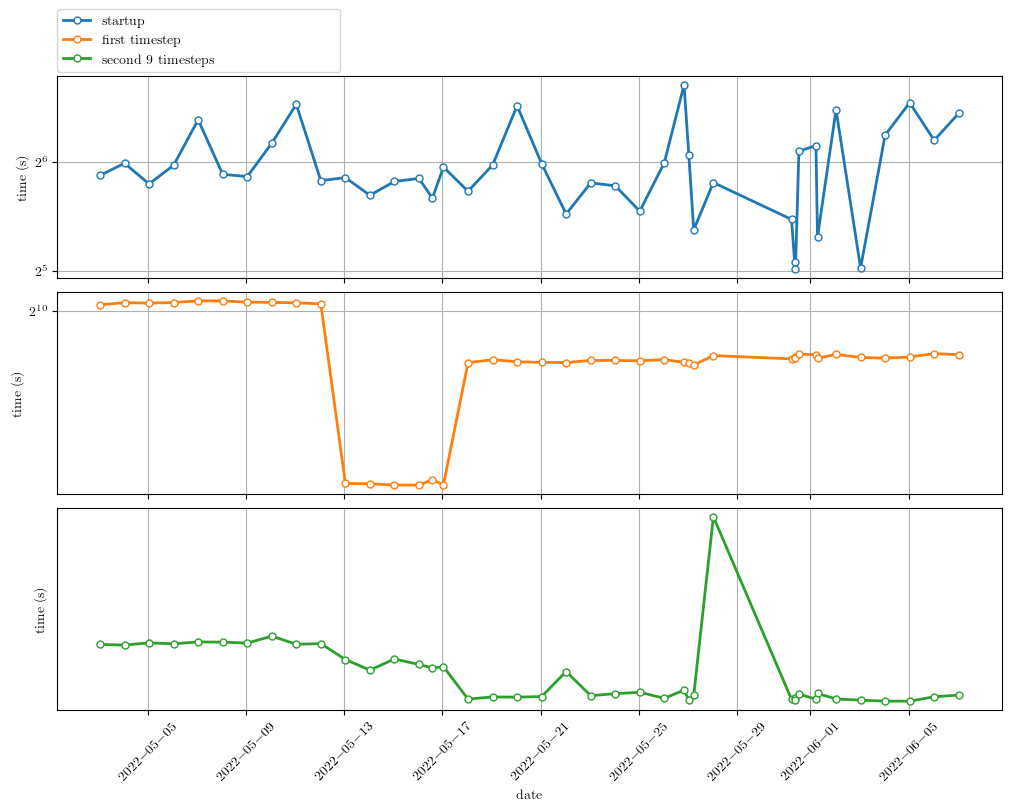 startup
first timestep
second 9 timesteps
time (s)
2^6
2^5
time (s)
2^10
time (s)
2022−05−05
2022−05−09
2022−05−13
2022−05−17
2022−05−21
2022−05−25
2022−05−29
2022−06−01
2022−06−05
date